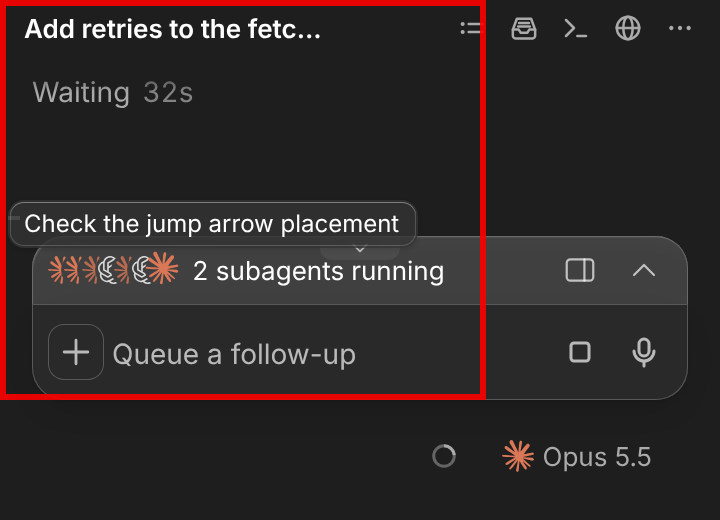 Add retries to the fetc...
Waiting 32s
Check the jump arrow placement
2 subagents running
Queue a follow-up
Opus 5.5